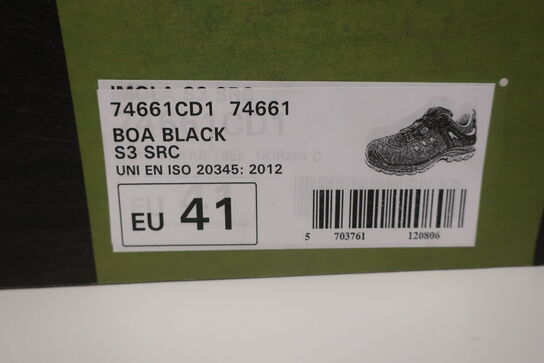 74661CD1 74661
BOA BLACK
S3 SRC
UNI EN ISO 20345: 2012
EU 41
5 703761 120806